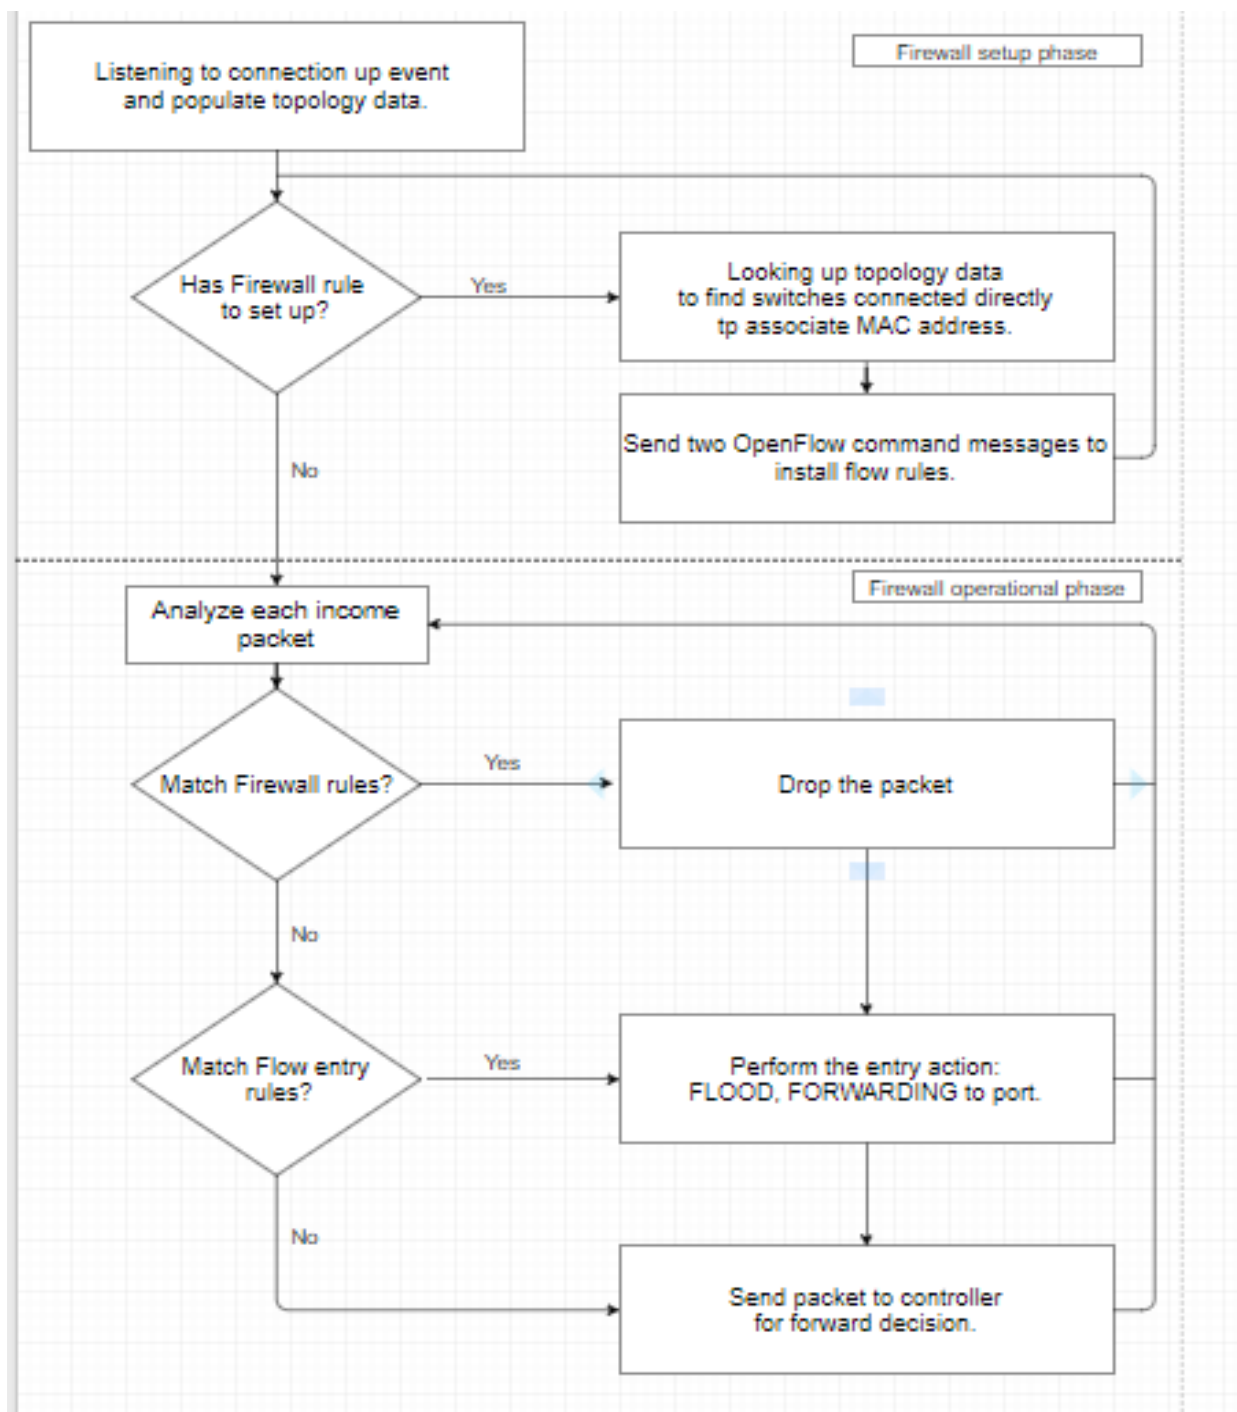 Listening to connection up event
and populate topology data.
Firewall setup phase
Has Firewall rule
to set up?
Yes
Looking up topology data
to find switches connected directly
tp associate MAC address.
Send two OpenFlow command messages to
install flow rules.
No
Firewall operational phase
Analyze each income
packet
Match Firewall rules?
Yes
Drop the packet
No
Match Flow entry
rules?
Yes
Perform the entry action:
FLOOD, FORWARDING to port.
No
Send packet to controller
for forward decision.